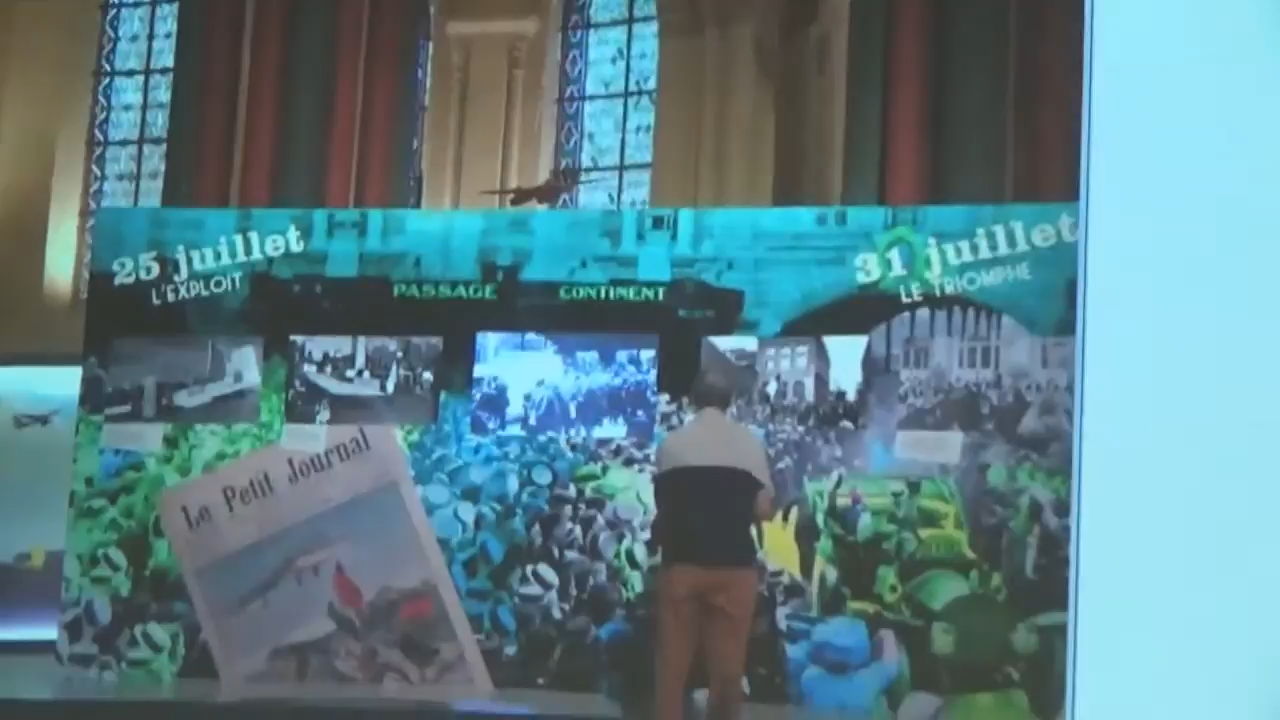 25 juillet
L'EXPLOIT
31 juillet
LE TRIOMPHE
PASSAGE CONTINENT
Le Petit Journal